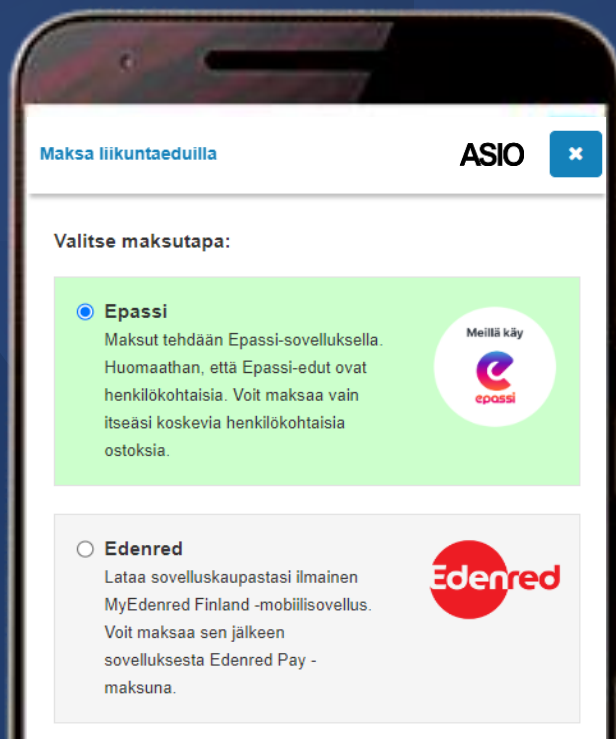 Maksa liikuntaeduilla
ASIO
Valitse maksutapa:
Epassi
Maksut tehdään Epassi-sovelluksella.
Huomaathan, että Epassi-edut ovat
henkilökohtaisia. Voit maksaa vain
itseäsi koskevia henkilökohtaisia
ostoksia.
Meillä käy
epassi
Edenred
Lataa sovelluskaupastasi ilmainen
MyEdenred Finland -mobiilisovellus.
Voit maksaa sen jälkeen
sovelluksesta Edenred Pay -
maksuna.
Edenred